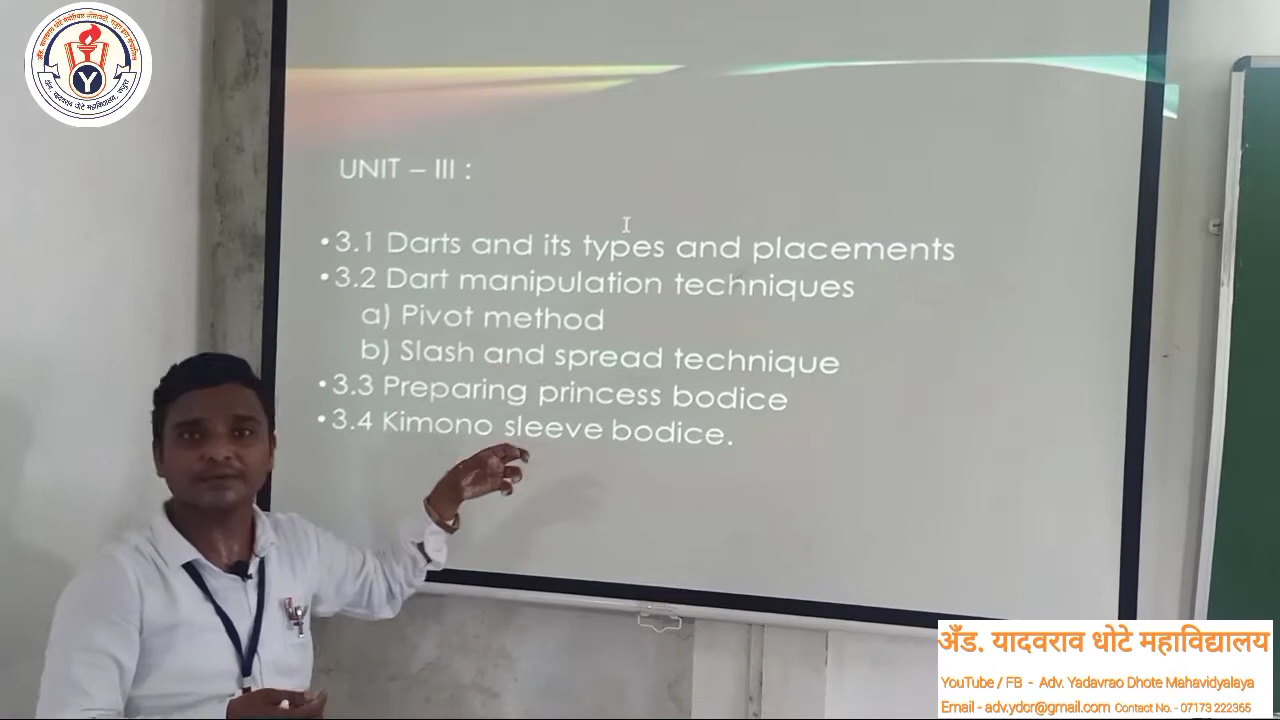 Y
UNIT – III :
•3.1 Darts and its types and placements
•3.2 Dart manipulation techniques
a) Pivot method
b) Slash and spread technique
•3.3 Preparing princess bodice
•3.4 Kimono sleeve bodice.
अँड. यादवराव धोटे महाविद्यालय
YouTube / FB - Adv. Yadavrao Dhote Mahavidyalaya
Email - adv.ydcr@gmail.com Contact No. - 07173 222365